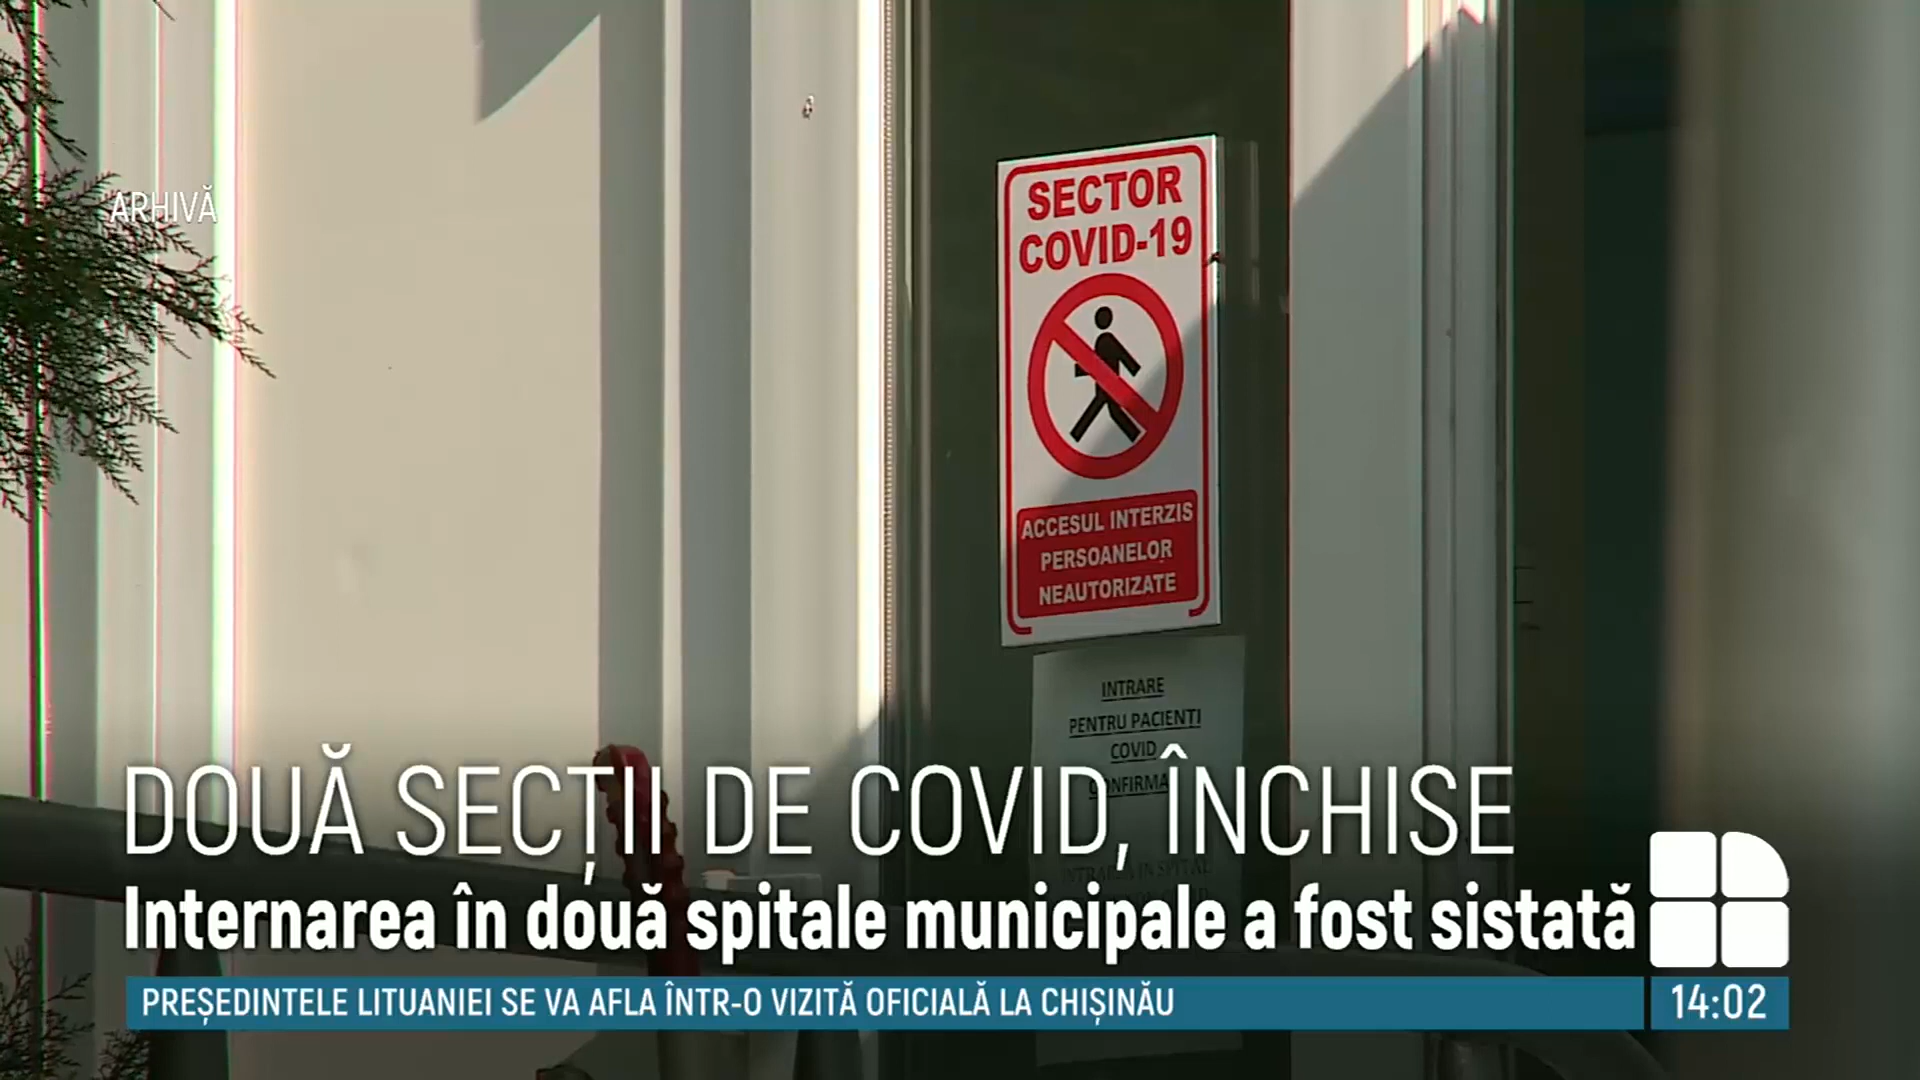 ARHIVĂ
SECTOR
COVID-19
ACCESUL INTERZIS
PERSOANELOR
NEAUTORIZATE
INTRARE
PENTRU PACIENȚI
COVID
DOUĂ SECȚII DE COVID, ÎNCHISE
Internarea în două spitale municipale a fost sistată
PREȘEDINTELE LITUANIEI SE VA AFLA ÎNTR-O VIZITĂ OFICIALĂ LA CHIȘINĂU
14:02